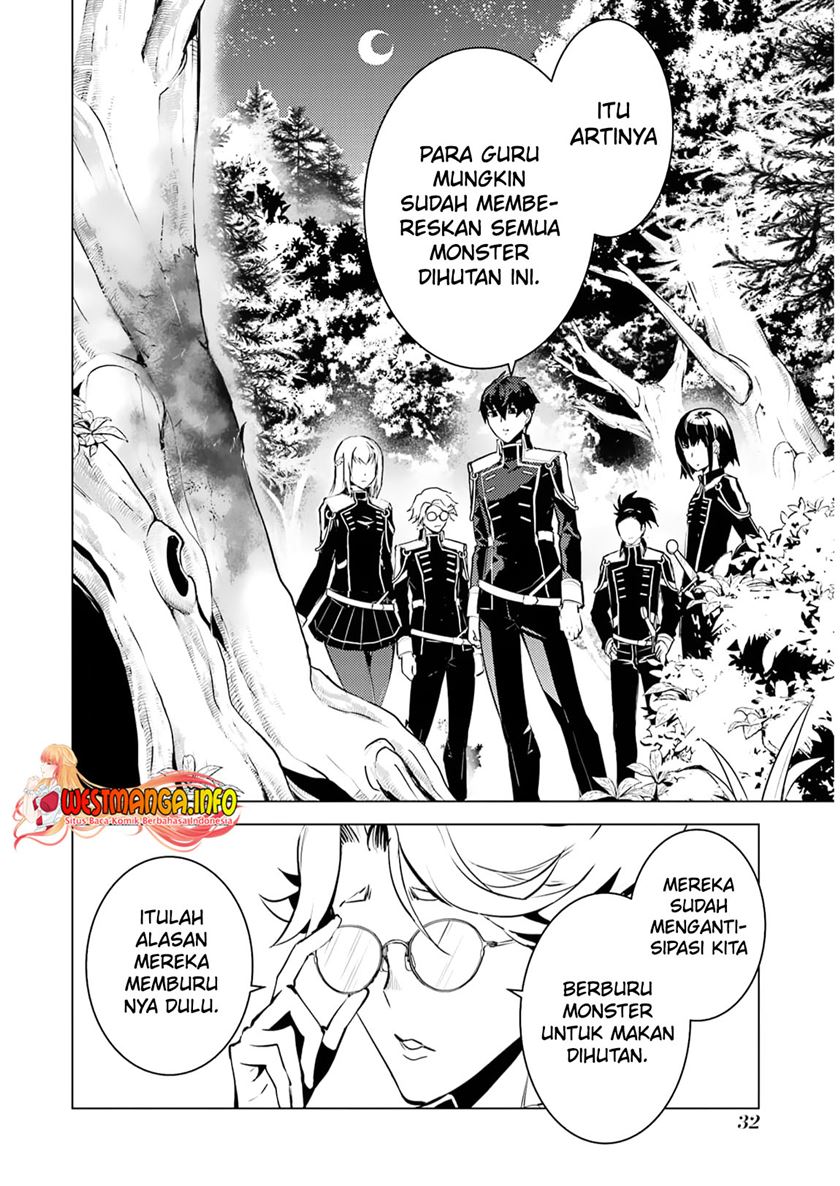 ITU
ARTINYA
PARA GURU
MUNGKIN
SUDAH MEMBE-
RESKAN SEMUA
MONSTER
DIHUTAN INI.
WESTMANGA.INFO
Situs Baca Komik Berbahasa Indonesia
MEREKA
SUDAH
MENGANTI-
SIPASI KITA
BERBURU
MONSTER
UNTUK MAKAN
DIHUTAN.
ITULAH
ALASAN
MEREKA
MEMBURU
NYA DULU.
32